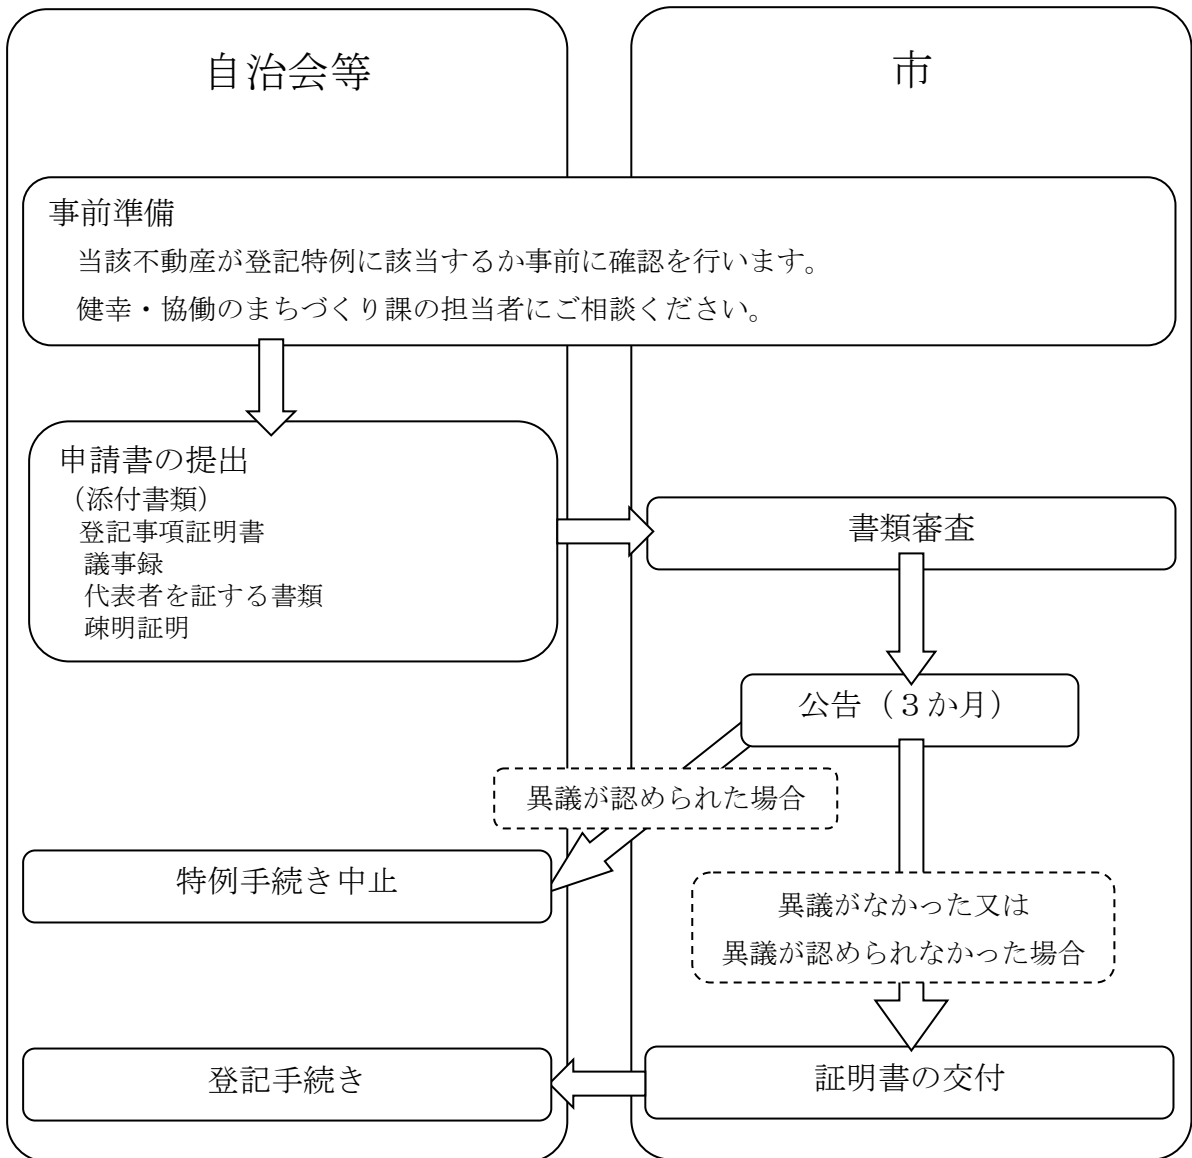 自治会等
市
事前準備
当該不動産が登記特例に該当するか事前に確認を行います。
健幸・協働のまちづくり課の担当者にご相談ください。
申請書の提出
（添付書類）
登記事項証明書
議事録
代表者を証する書類
疎明証明
書類審査
公告（３か月）
異議が認められた場合
特例手続き中止
異議がなかった又は
異議が認められなかった場合
登記手続き
証明書の交付